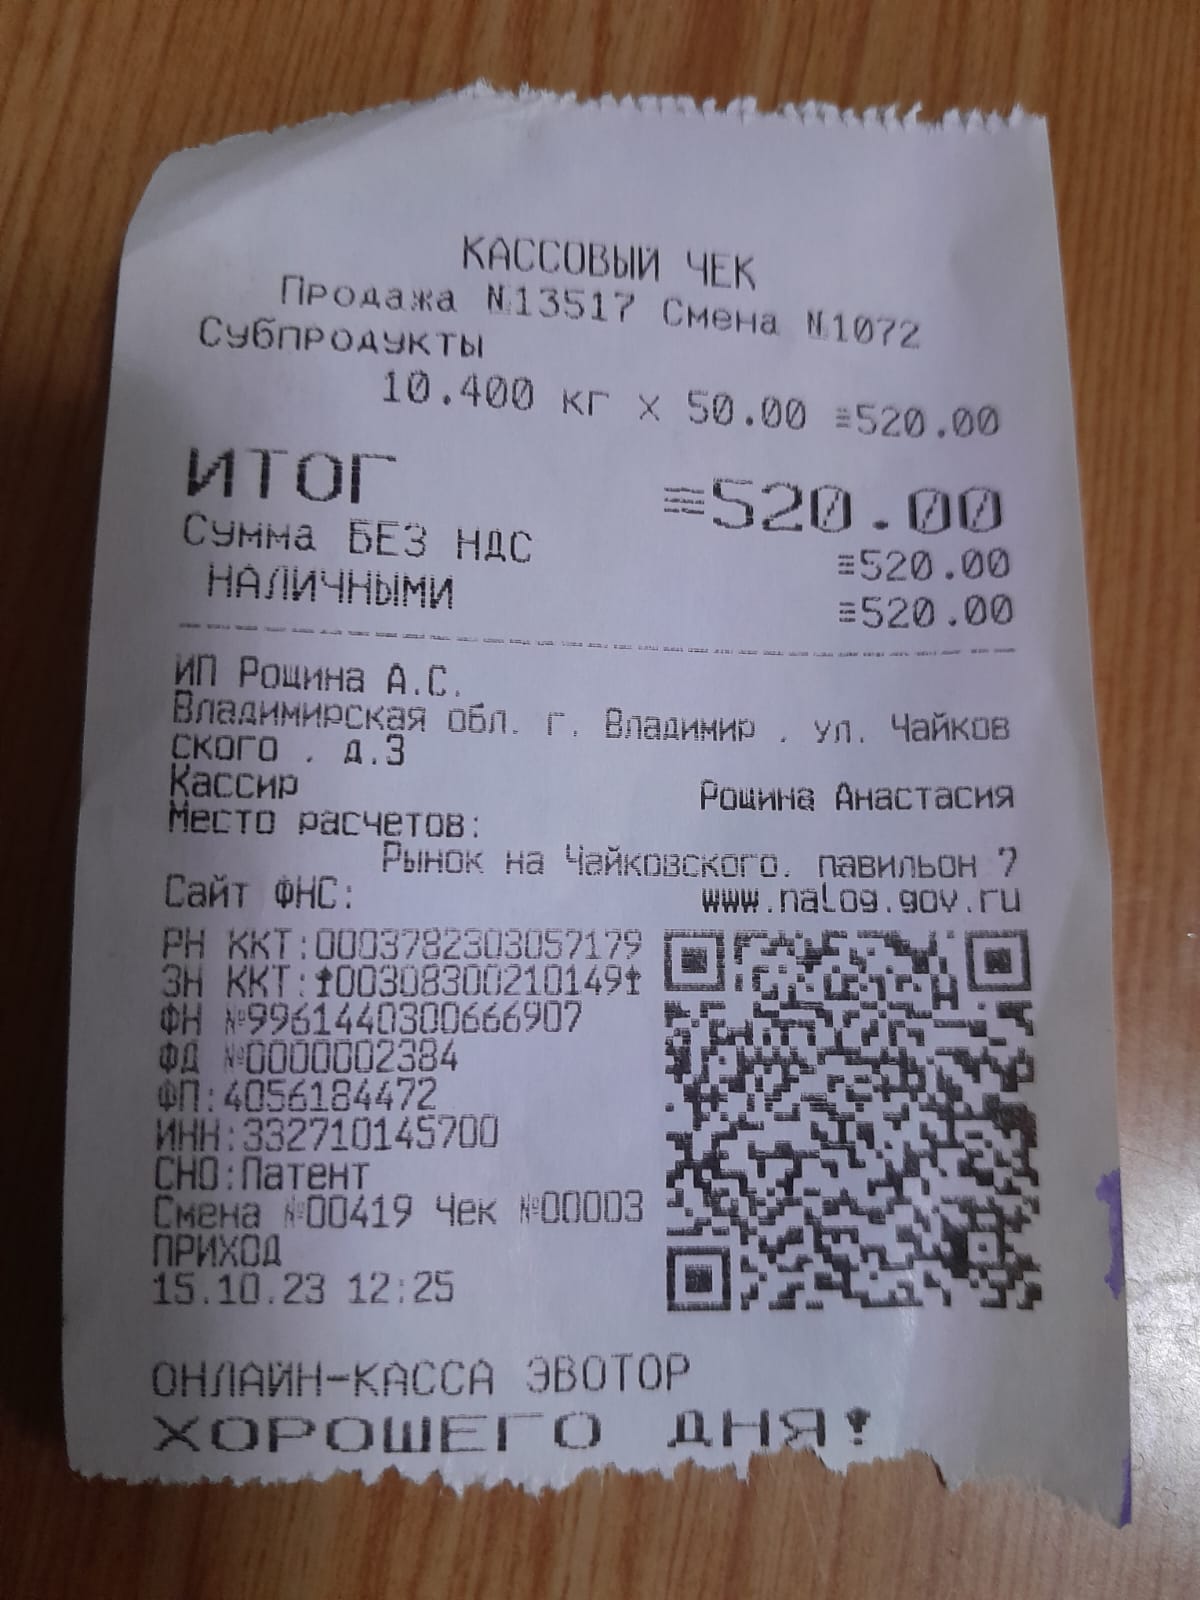 КАССОВЫЙ ЧЕК
Продажа №13517 Смена №1072
Субпродукты
10.400 кг x 50.00 ≡520.00
ИТОГ ≡520.00
Сумма БЕЗ НДС ≡520.00
НАЛИЧНЫМИ ≡520.00
ИП Рощина А.С.
Владимирская обл. г. Владимир , ул. Чайков
ского , д.3
Кассир Рощина Анастасия
Место расчетов:
Рынок на Чайковского, павильон 7
Сайт ФНС: www.nalog.gov.ru
РН ККТ:0003782303057179
ЗН ККТ:↑00308300210149↑
ФН №9961440300666907
ФД №0000002384
ФП:4056184472
ИНН:332710145700
СНО:Патент
Смена №00419 Чек №00003
ПРИХОД
15.10.23 12:25
ОНЛАЙН-КАССА ЭВОТОР
ХОРОШЕГО ДНЯ!